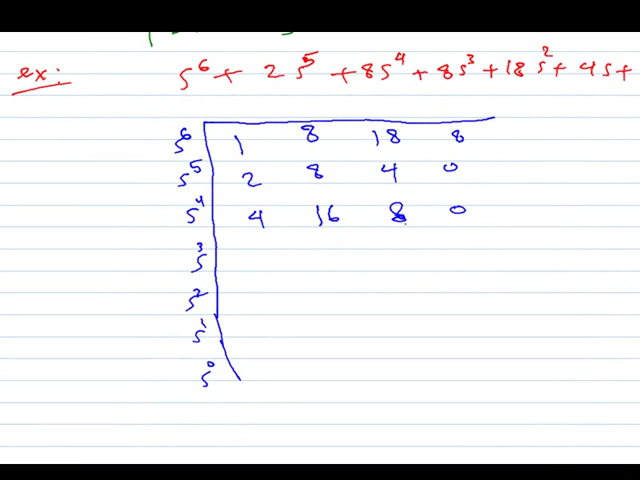 ex: s⁶ + 2s⁵ + 8s⁴ + 8s³ + 18s² + 4s +
s⁶ 1 8 18 8
s⁵ 2 8 4 0
s⁴ 4 16 8 0
s³
s²
s¹
s⁰